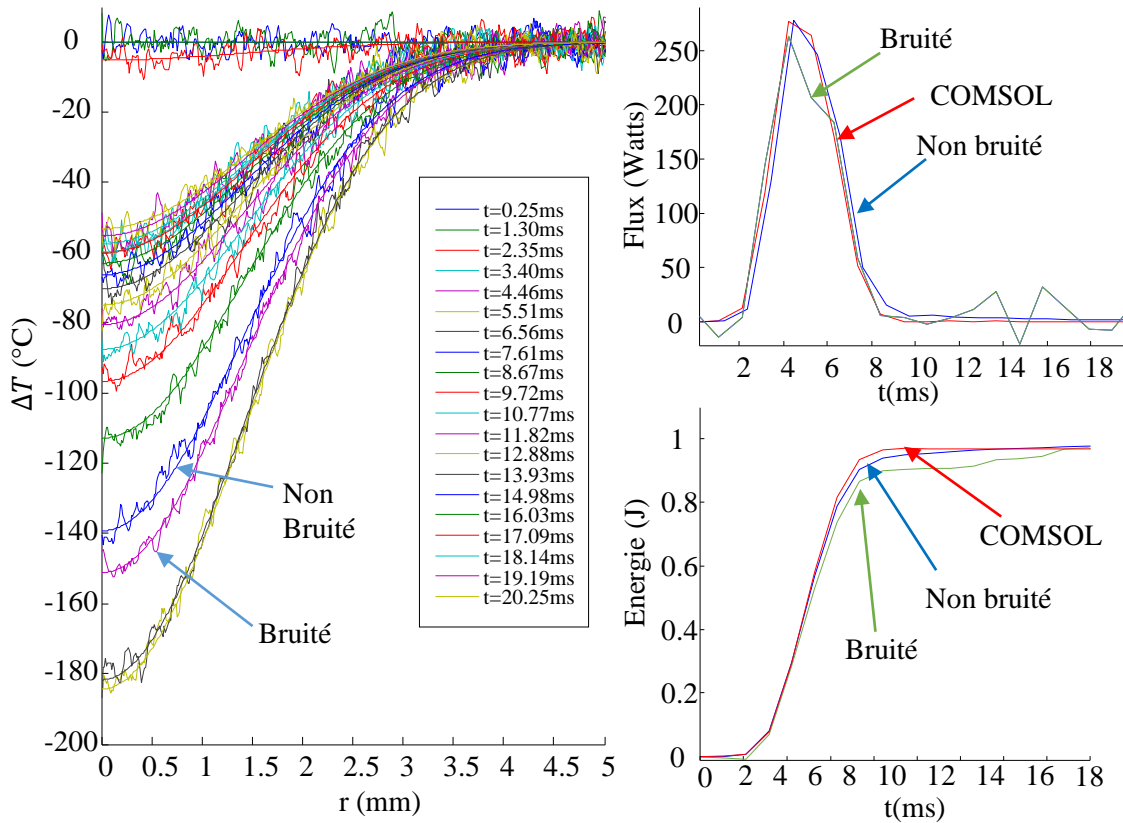 0
-20
-40
-60
-80
-100
-120
-140
-160
-180
-200
ΔT (°C)
0 0.5 1 1.5 2 2.5 3 3.5 4 4.5 5
r (mm)
Non
Bruité
Bruité
t=0.25ms
t=1.30ms
t=2.35ms
t=3.40ms
t=4.46ms
t=5.51ms
t=6.56ms
t=7.61ms
t=8.67ms
t=9.72ms
t=10.77ms
t=11.82ms
t=12.88ms
t=13.93ms
t=14.98ms
t=16.03ms
t=17.09ms
t=18.14ms
t=19.19ms
t=20.25ms
250
200
150
100
50
0
Flux (Watts)
Bruité
COMSOL
Non bruité
2 4 6 8 10 12 14 16 18
t(ms)
1
0.8
0.6
0.4
0.2
0
Energie (J)
COMSOL
Non bruité
Bruité
0 2 4 6 8 10 12 14 16 18
t(ms)